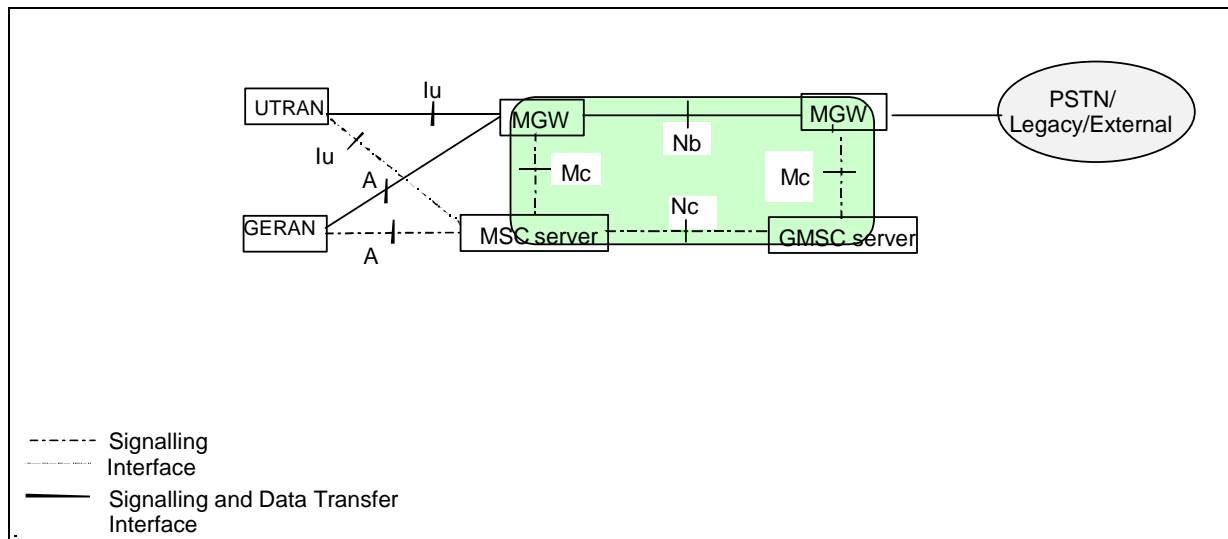 Iu
UTRAN
MGW
MGW
PSTN/
Legacy/External
Nb
Iu
Mc
Mc
A
Nc
GERAN
MSC server
GMSC server
A
Signalling
Interface
Signalling and Data Transfer
Interface